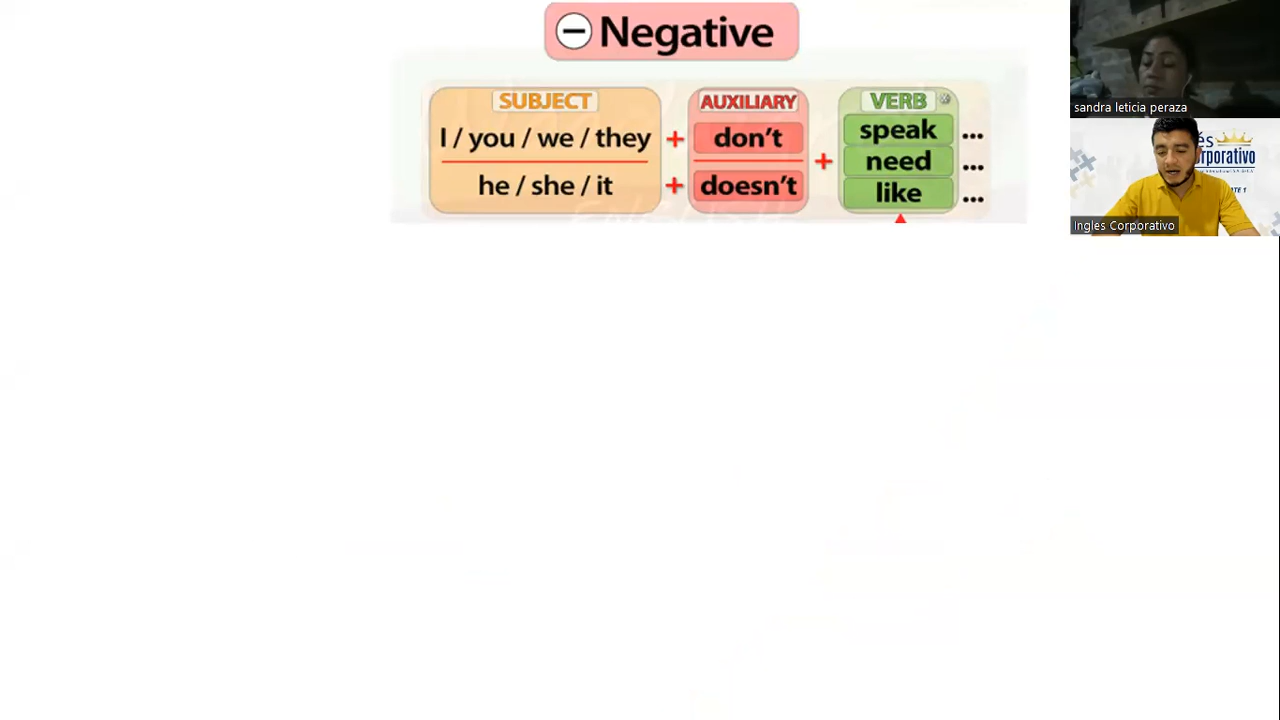 Negative
SUBJECT AUXILIARY VERB
I / you / we / they + don't speak ...
+ need ...
he / she / it + doesn't like ...
sandra leticia peraza
Corporativo
Ingles Corporativo